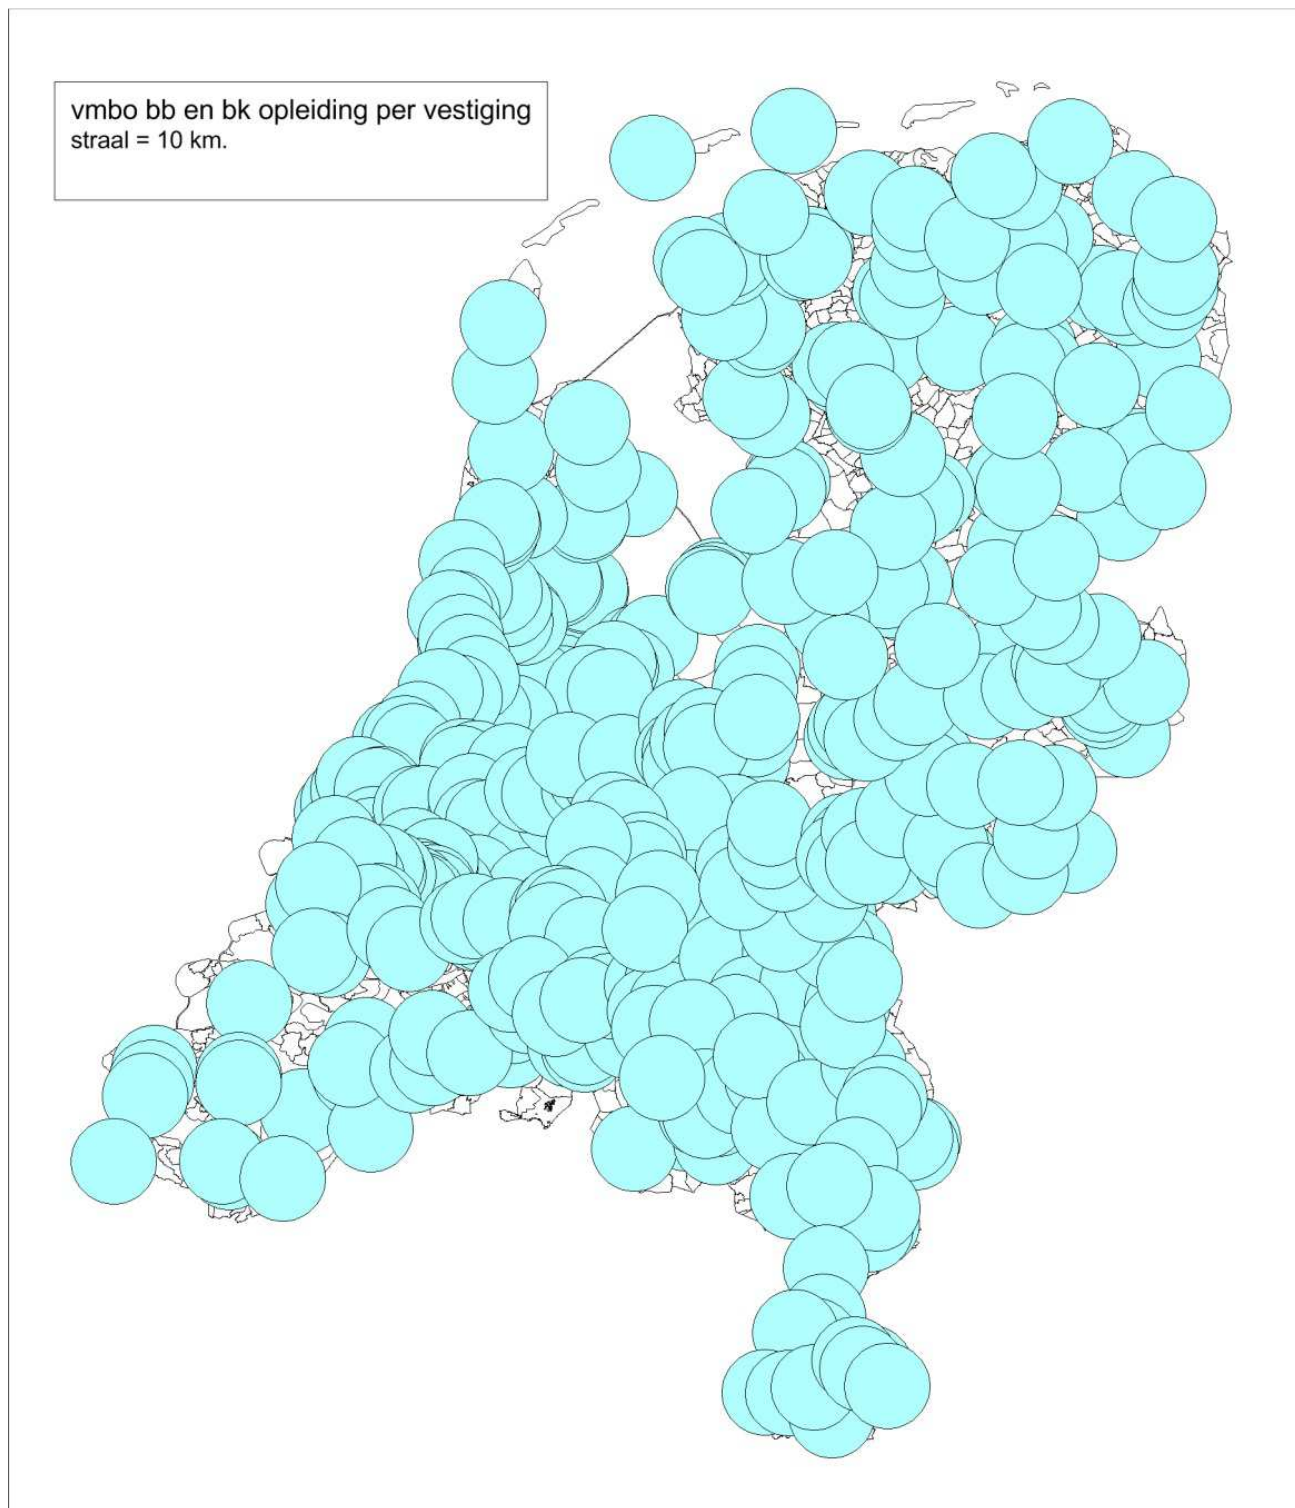 vmbo bb en bk opleiding per vestiging
straal = 10 km.